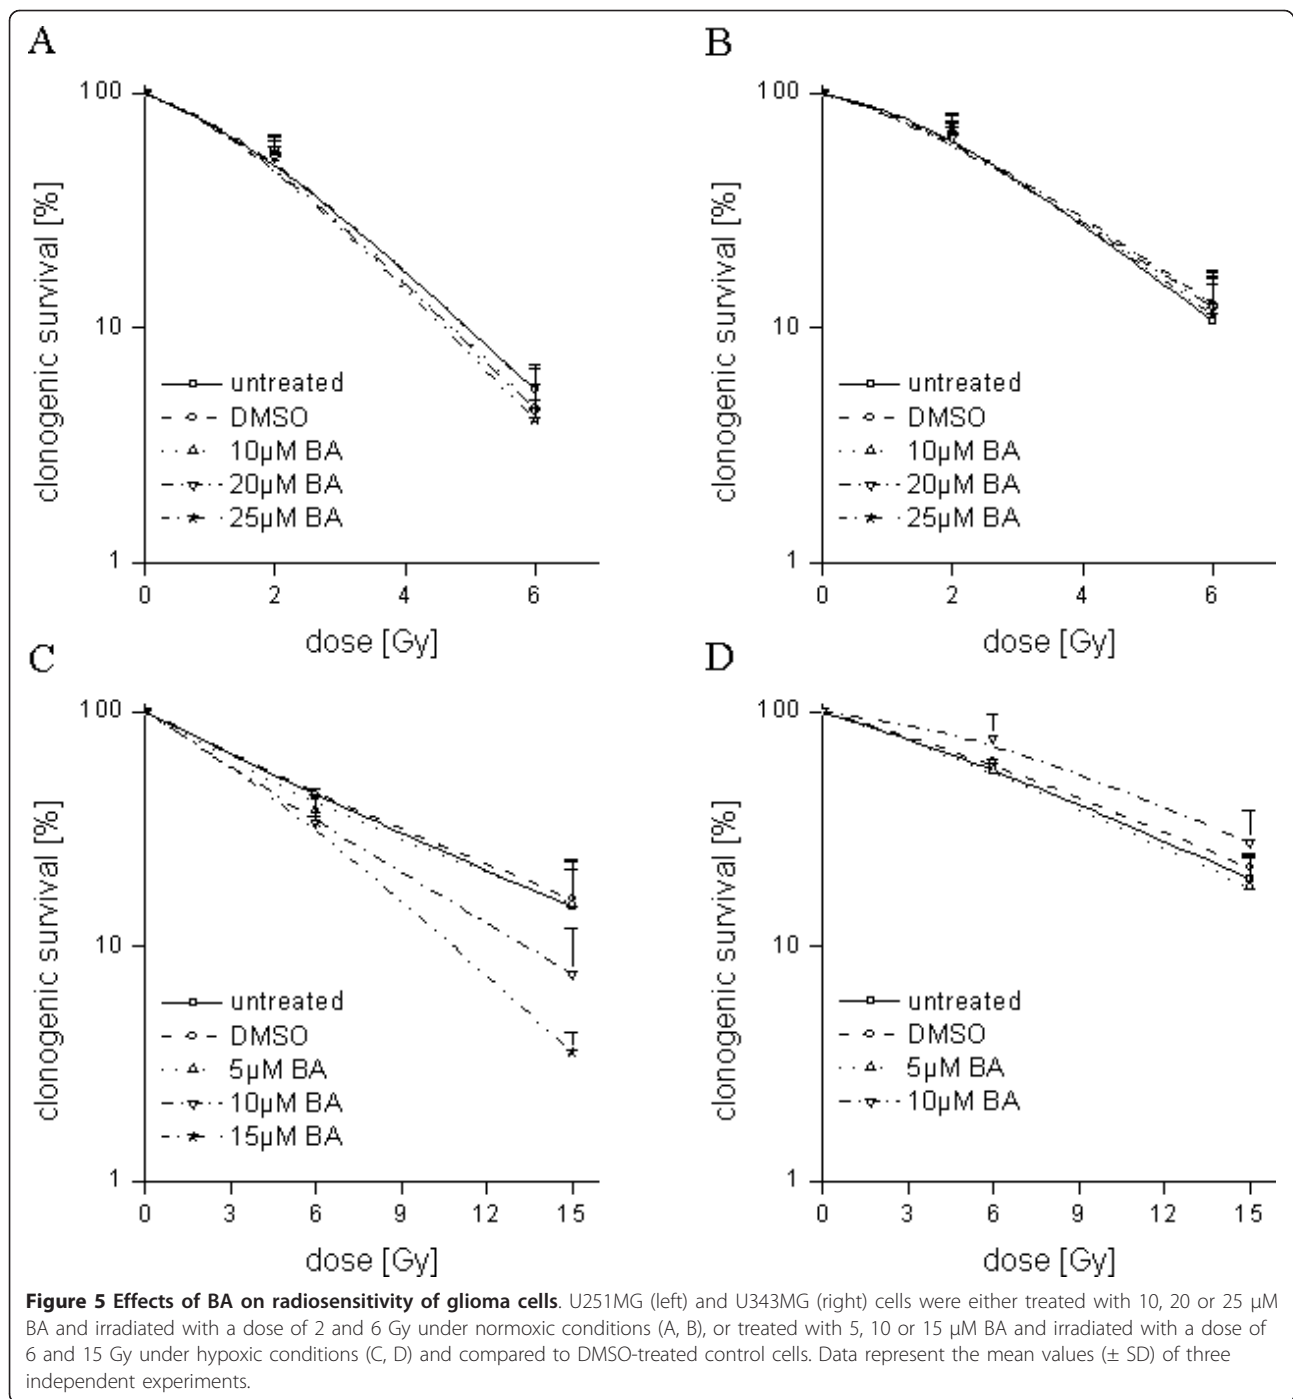 A
clonogenic survival [%]
100
10
1
untreated
DMSO
10µM BA
20µM BA
25µM BA
0 2 4 6
dose [Gy]
B
clonogenic survival [%]
100
10
1
untreated
DMSO
10µM BA
20µM BA
25µM BA
0 2 4 6
dose [Gy]
C
clonogenic survival [%]
100
10
1
untreated
DMSO
5µM BA
10µM BA
15µM BA
0 3 6 9 12 15
dose [Gy]
D
clonogenic survival [%]
100
10
1
untreated
DMSO
5µM BA
10µM BA
0 3 6 9 12 15
dose [Gy]
Figure 5 Effects of BA on radiosensitivity of glioma cells. U251MG (left) and U343MG (right) cells were either treated with 10, 20 or 25 µM
BA and irradiated with a dose of 2 and 6 Gy under normoxic conditions (A, B), or treated with 5, 10 or 15 µM BA and irradiated with a dose of
6 and 15 Gy under hypoxic conditions (C, D) and compared to DMSO-treated control cells. Data represent the mean values (± SD) of three
independent experiments.